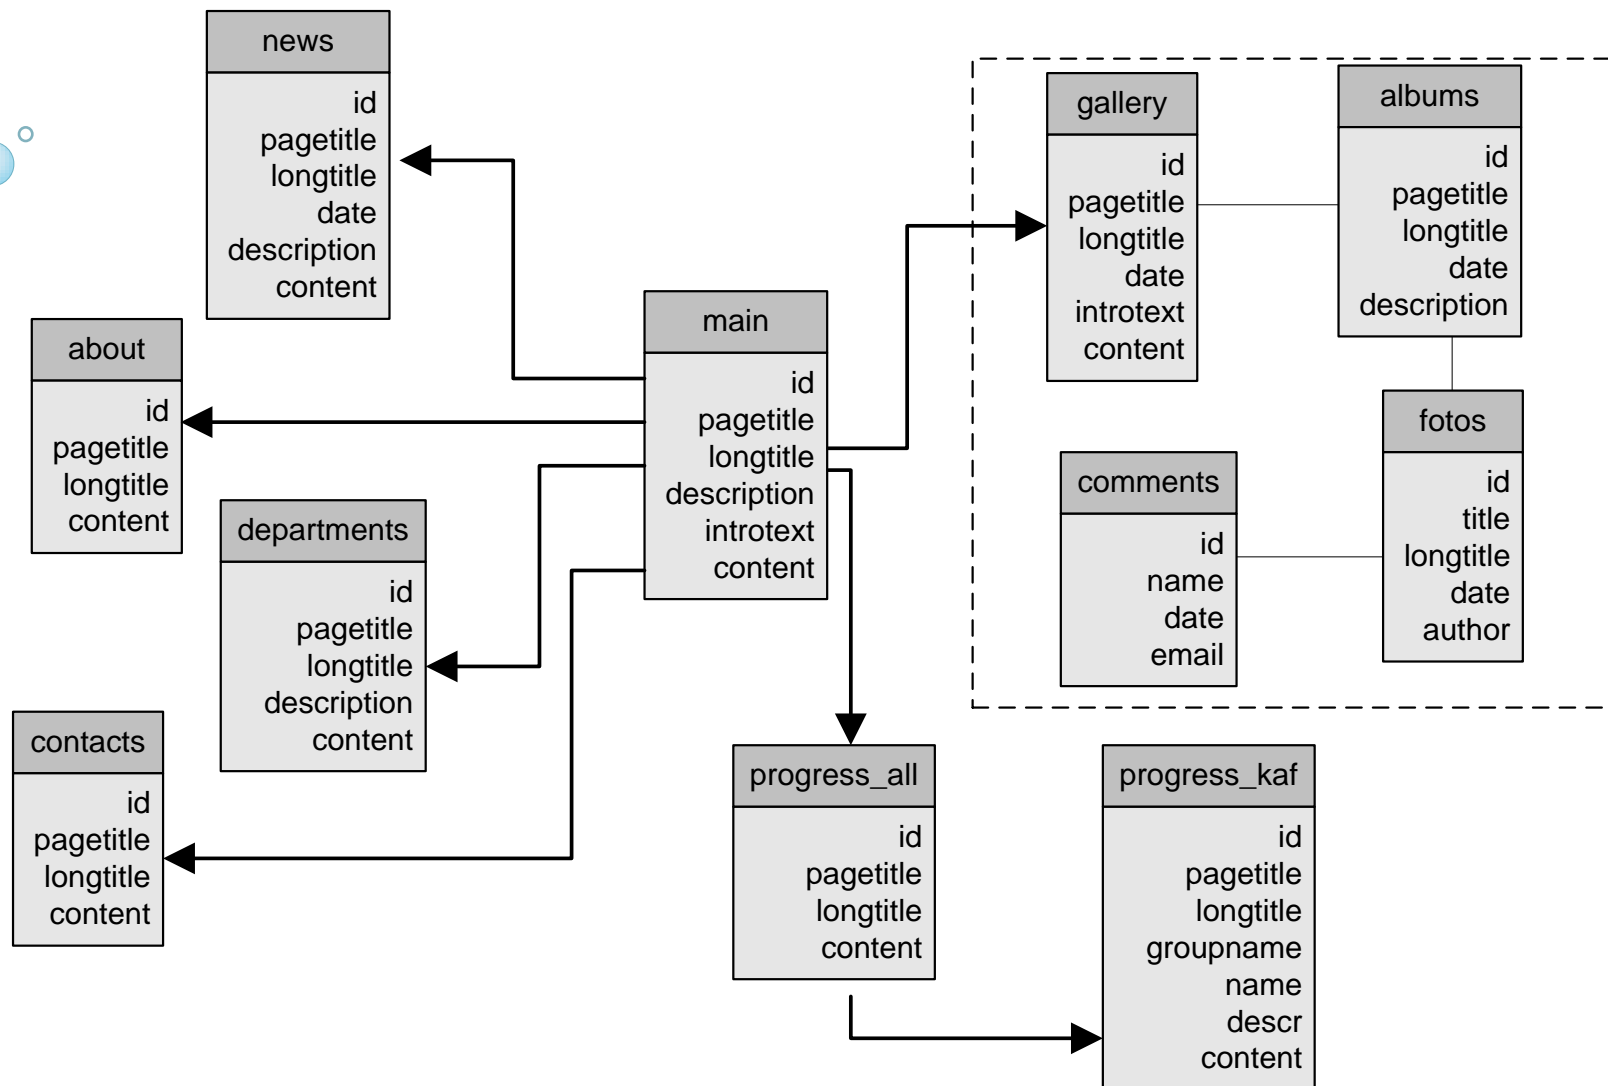 news
id
pagetitle
longtitle
date
description
content
about
id
pagetitle
longtitle
content
departments
id
pagetitle
longtitle
description
content
contacts
id
pagetitle
longtitle
content
main
id
pagetitle
longtitle
description
introtext
content
gallery
id
pagetitle
longtitle
date
introtext
content
albums
id
pagetitle
longtitle
date
description
fotos
id
title
longtitle
date
author
comments
id
name
date
email
progress_all
id
pagetitle
longtitle
content
progress_kaf
id
pagetitle
longtitle
groupname
name
descr
content